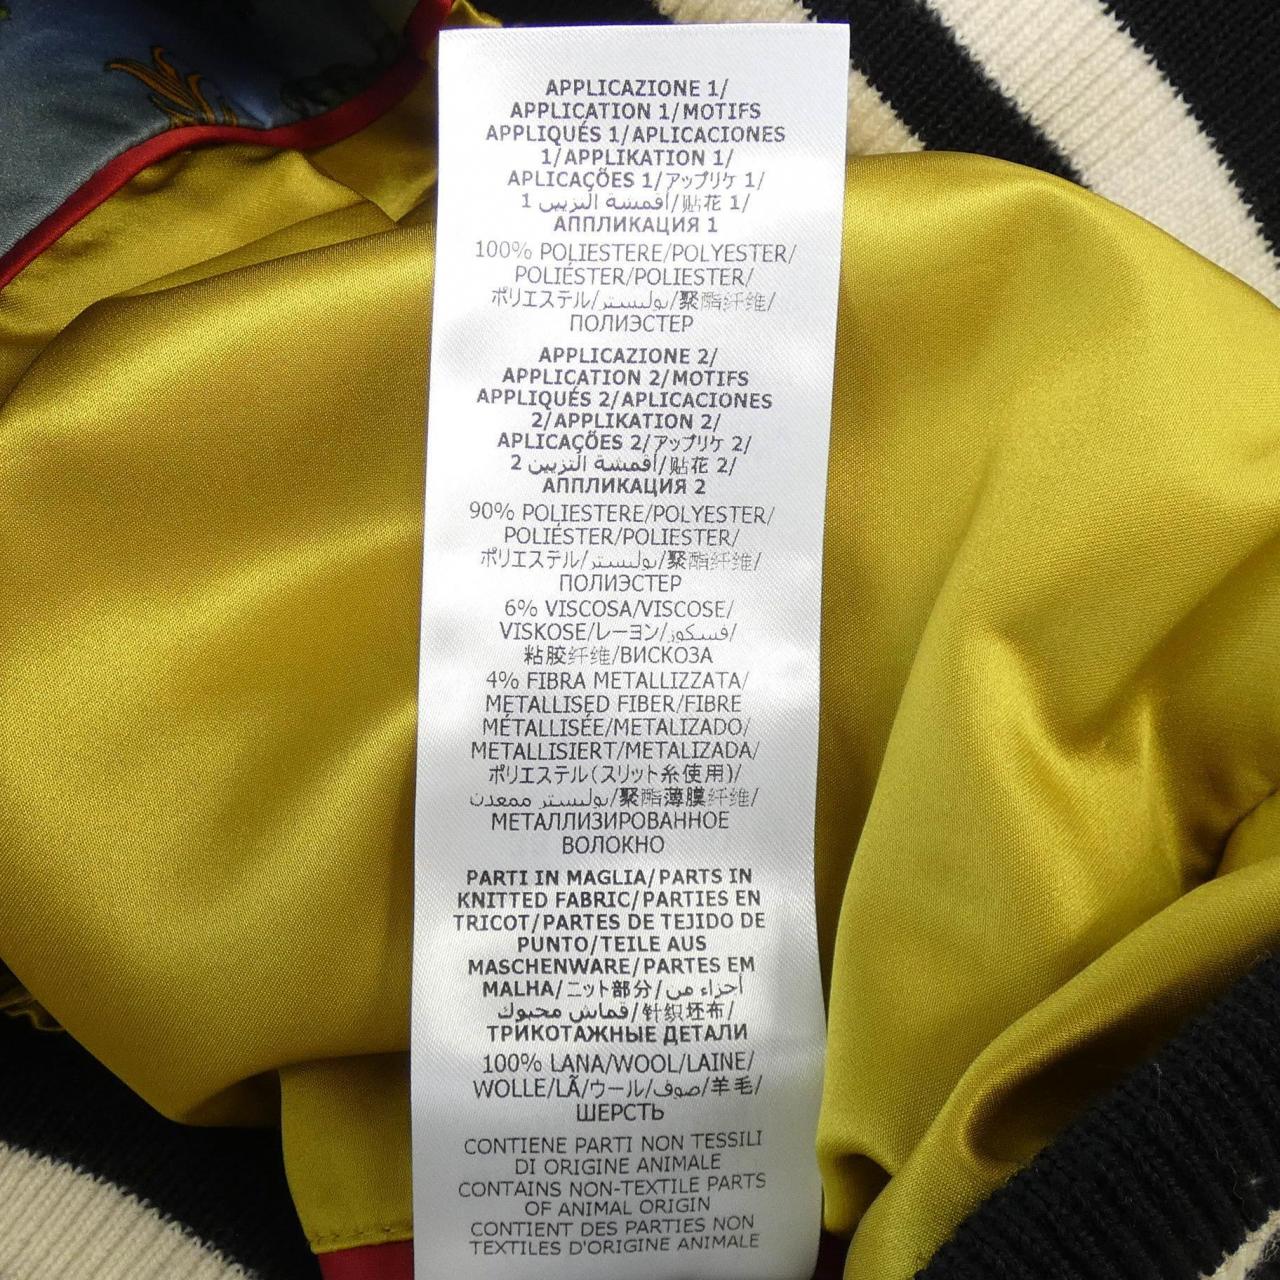 APPLICAZIONE 1/
APPLICATION 1/MOTIFS
APPLIQUÉS 1/APLICACIONES
1/APPLIKATION 1/
APLICAÇÕES 1/アップリケ 1/
أقمشة التزيين 1/贴花 1/
АППЛИКАЦИЯ 1
100% POLIESTERE/POLYESTER/
POLIÉSTER/POLIESTER/
ポリエステル/بوليستر/聚酯纤维/
ПОЛИЭСТЕР
APPLICAZIONE 2/
APPLICATION 2/MOTIFS
APPLIQUÉS 2/APLICACIONES
2/APPLIKATION 2/
APLICAÇÕES 2/アップリケ 2/
أقمشة التزيين 2/贴花 2/
АППЛИКАЦИЯ 2
90% POLIESTERE/POLYESTER/
POLIÉSTER/POLIESTER/
ポリエステル/بوليستر/聚酯纤维/
ПОЛИЭСТЕР
6% VISCOSA/VISCOSE/
VISKOSE/レーヨン/فسكوز/
粘胶纤维/ВИСКОЗА
4% FIBRA METALLIZZATA/
METALLISED FIBER/FIBRE
MÉTALLISÉE/METALIZADO/
METALLISIERT/METALIZADA/
ポリエステル(スリット糸使用)/
بوليستر ممعدن/聚酯薄膜纤维/
МЕТАЛЛИЗИРОВАННОЕ
ВОЛОКНО
PARTI IN MAGLIA/PARTS IN
KNITTED FABRIC/PARTIES EN
TRICOT/PARTES DE TEJIDO DE
PUNTO/TEILE AUS
MASCHENWARE/PARTES EM
MALHA/ニット部分/أجزاء من
قماش محبوك/针织坯布/
ТРИКОТАЖНЫЕ ДЕТАЛИ
100% LANA/WOOL/LAINE/
WOLLE/LÃ/ウール/صوف/羊毛/
ШЕРСТЬ
CONTIENE PARTI NON TESSILI
DI ORIGINE ANIMALE
CONTAINS NON-TEXTILE PARTS
OF ANIMAL ORIGIN
CONTIENT DES PARTIES NON
TEXTILES D'ORIGINE ANIMALE